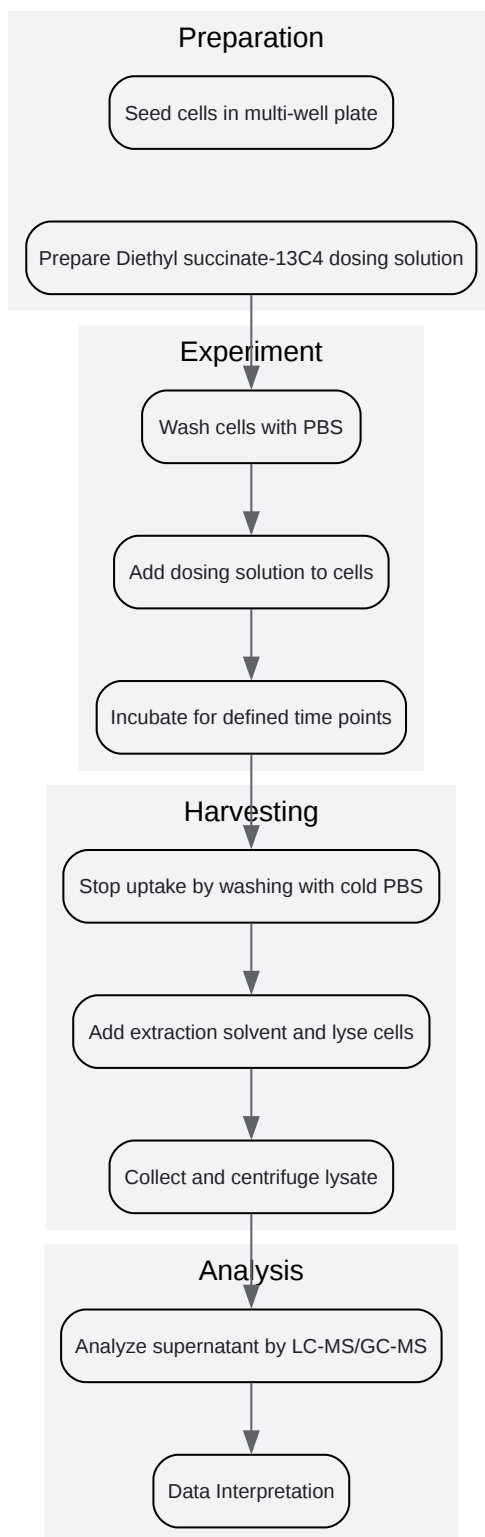 Preparation
Seed cells in multi-well plate
Prepare Diethyl succinate-13C4 dosing solution
Experiment
Wash cells with PBS
Add dosing solution to cells
Incubate for defined time points
Harvesting
Stop uptake by washing with cold PBS
Add extraction solvent and lyse cells
Collect and centrifuge lysate
Analysis
Analyze supernatant by LC-MS/GC-MS
Data Interpretation